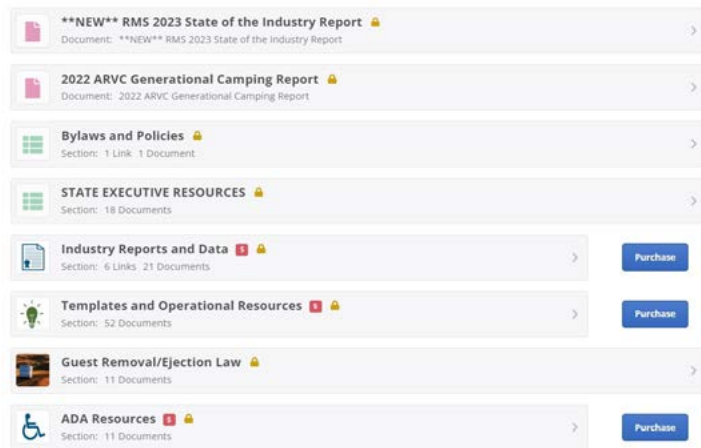 **NEW** RMS 2023 State of the Industry Report
Document: **NEW** RMS 2023 State of the Industry Report
2022 ARVC Generational Camping Report
Document: 2022 ARVC Generational Camping Report
Bylaws and Policies
Section: 1 Link 1 Document
STATE EXECUTIVE RESOURCES
Section: 18 Documents
Industry Reports and Data $
Section: 6 Links 21 Documents
Purchase
Templates and Operational Resources $
Section: 52 Documents
Purchase
Guest Removal/Ejection Law
Section: 11 Documents
ADA Resources $
Section: 11 Documents
Purchase